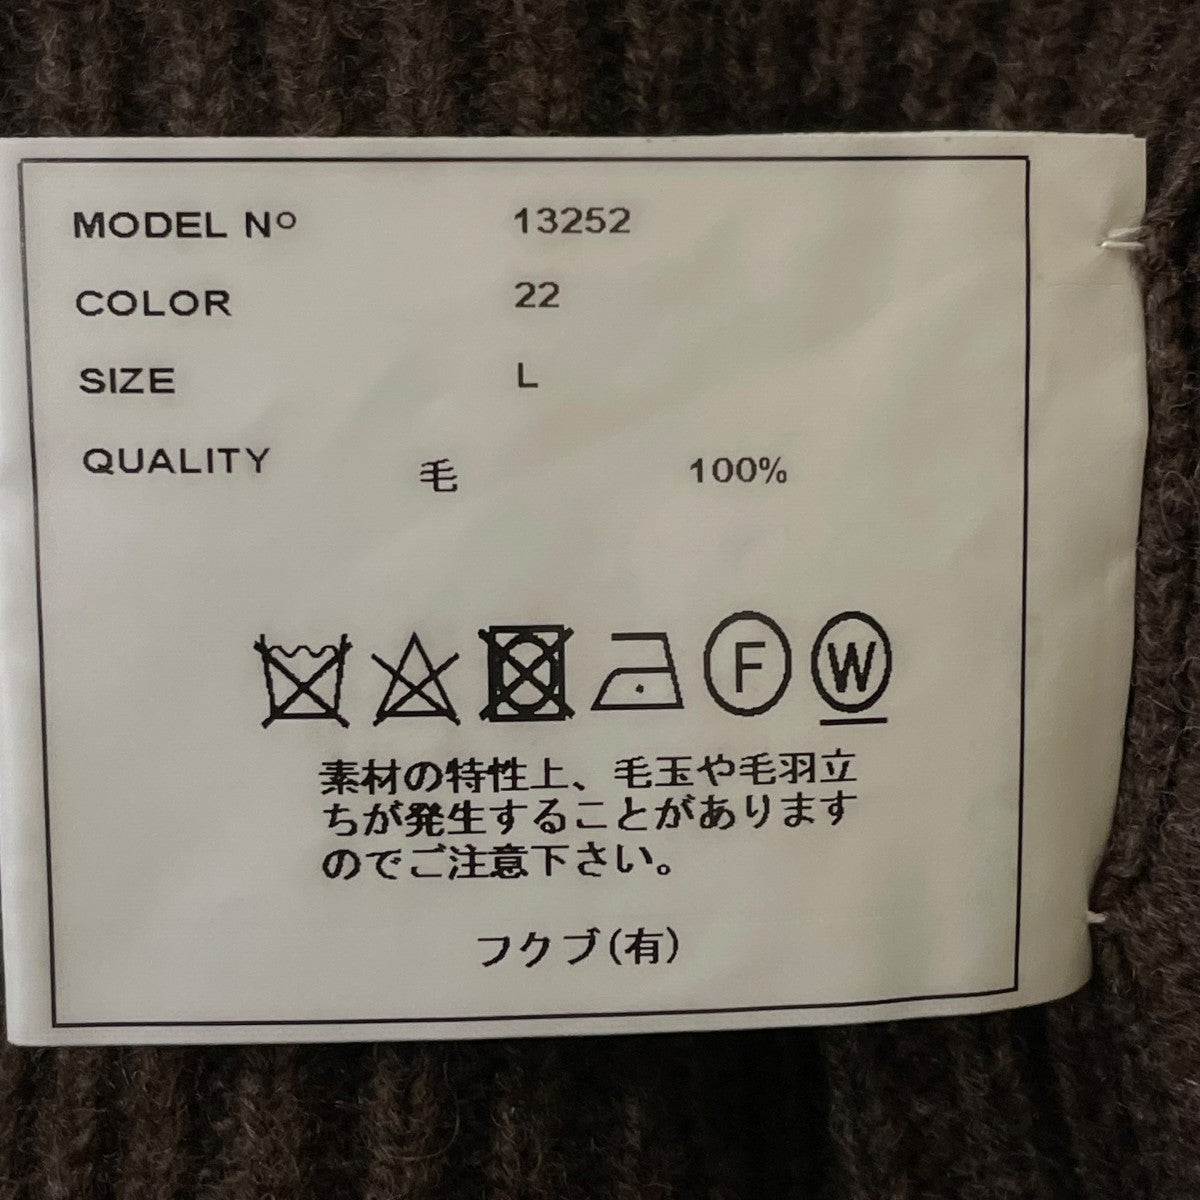 MODEL Nº 13252
COLOR 22
SIZE L
QUALITY 毛 100%
F W
素材の特性上、毛玉や毛羽立
ちが発生することがあります
のでご注意下さい。
フクブ(有)